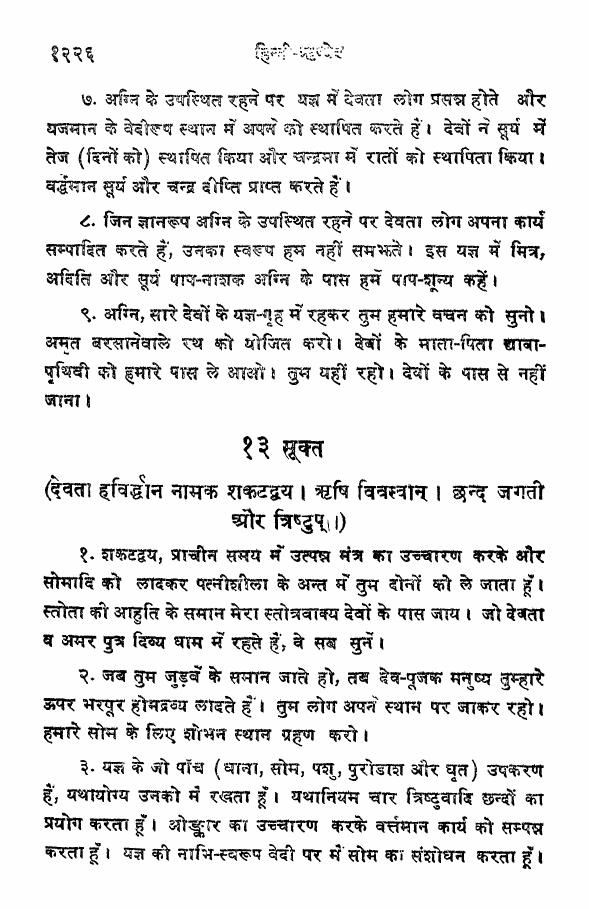 १२२६ हिन्दी-ऋग्वेद
७. अग्नि के उपस्थित रहने पर यज्ञ में देवता लोग प्रसन्न होते और
यजमान के वेदीरूप स्थान में अपने को स्थापित करते हैं। देवों ने सूर्य में
तेज (दिनों को) स्थापित किया और चन्द्रमा में रातों को स्थापिता किया।
वर्द्धमान सूर्य और चन्द्र दीप्ति प्राप्त करते हैं।
८. जिन ज्ञानरूप अग्नि के उपस्थित रहने पर देवता लोग अपना कार्य
सम्पादित करते हैं, उनका स्वरूप हम नहीं समझते। इस यज्ञ में मित्र,
अदिति और सूर्य पाप-नाशक अग्नि के पास हमें पाप-शून्य कहें।
९. अग्नि, सारे देवों के यज्ञ-गृह में रहकर तुम हमारे वचन को सुनो।
अमृत बरसानेवाले रथ को योजित करो। देवों के माता-पिता द्यावा-
पृथिवी को हमारे पास ले आओ। तुम यहीं रहो। देवों के पास से नहीं
जाना।
१३ सूक्त
(देवता हविर्द्धान नामक शकटद्वय। ऋषि विवस्वान्। छन्द जगती
और त्रिष्टुप्।)
१. शकटद्वय, प्राचीन समय में उत्पन्न मंत्र का उच्चारण करके और
सोमादि को लादकर पत्नीशीला के अन्त में तुम दोनों को ले जाता हूँ।
स्तोता की आहुति के समान मेरा स्तोत्रवाक्य देवों के पास जाय। जो देवता
व अमर पुत्र दिव्य धाम में रहते हैं, वे सब सुनें।
२. जब तुम जुड़वें के समान जाते हो, तब देव-पूजक मनुष्य तुम्हारे
ऊपर भरपूर होमद्रव्य लादते हैं। तुम लोग अपने स्थान पर जाकर रहो।
हमारे सोम के लिए शोभन स्थान ग्रहण करो।
३. यज्ञ के जो पाँच (धाना, सोम, पशु, पुरोडाश और घृत) उपकरण
हैं, यथायोग्य उनको में रखता हूँ। यथानियम चार त्रिष्टुवादि छन्दों का
प्रयोग करता हूँ। ओङ्कार का उच्चारण करके वर्त्तमान कार्य को सम्पन्न
करता हूँ। यज्ञ की नाभि-स्वरूप वेदी पर मैं सोम का संशोधन करता हूँ।